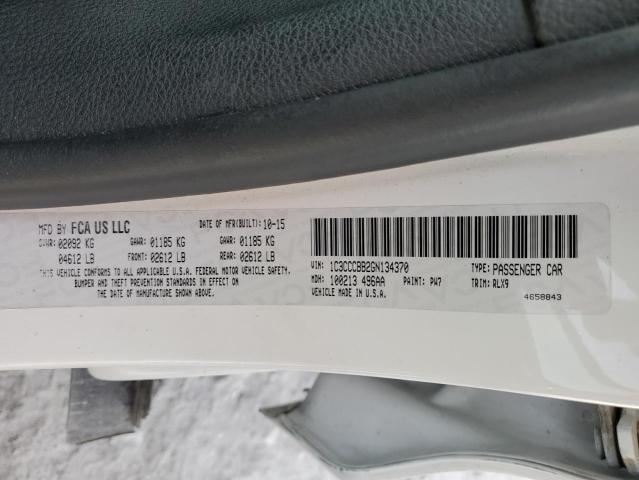 MFD BY FCA US LLC DATE OF MFR(BUILT): 10-15
GVWR: 02092 KG GAWR: 01185 KG GAWR: 01185 KG
04612 LB FRONT: 02612 LB REAR: 02612 LB
THIS VEHICLE CONFORMS TO ALL APPLICABLE U.S.A. FEDERAL MOTOR VEHICLE SAFETY,
BUMPER AND THEFT PREVENTION STANDARDS IN EFFECT ON
THE DATE OF MANUFACTURE SHOWN ABOVE.
VIN: 1C3CCCBB2GN134370 TYPE: PASSENGER CAR
MDH: 100213 496AA PAINT: PW7 TRIM: RLX9
VEHICLE MADE IN U.S.A. 4658843